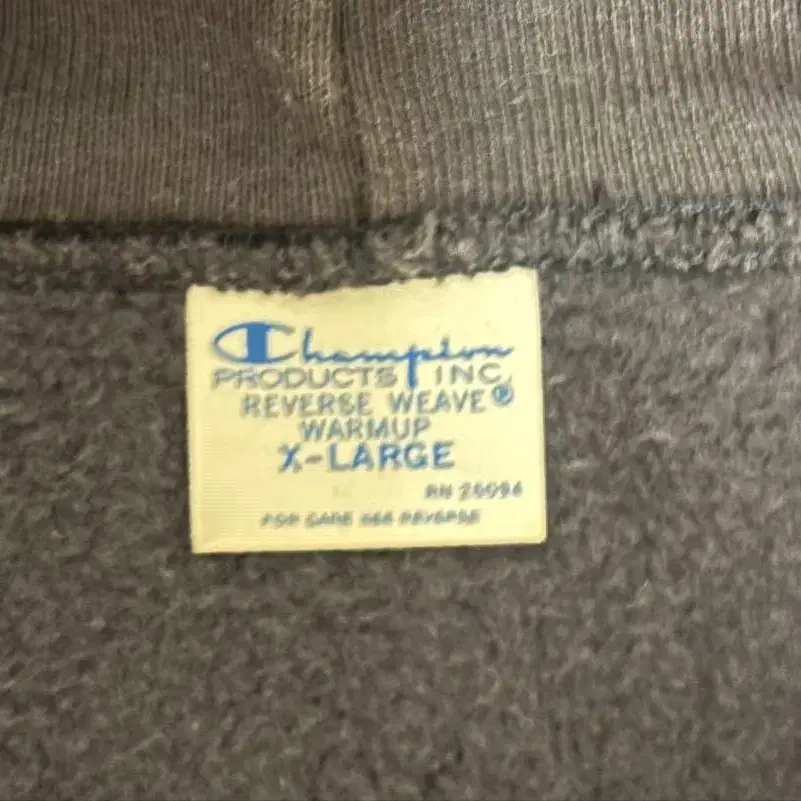 Champion
PRODUCTS INC.
REVERSE WEAVE®
WARMUP
X-LARGE
RN 26094
FOR CARE SEE REVERSE